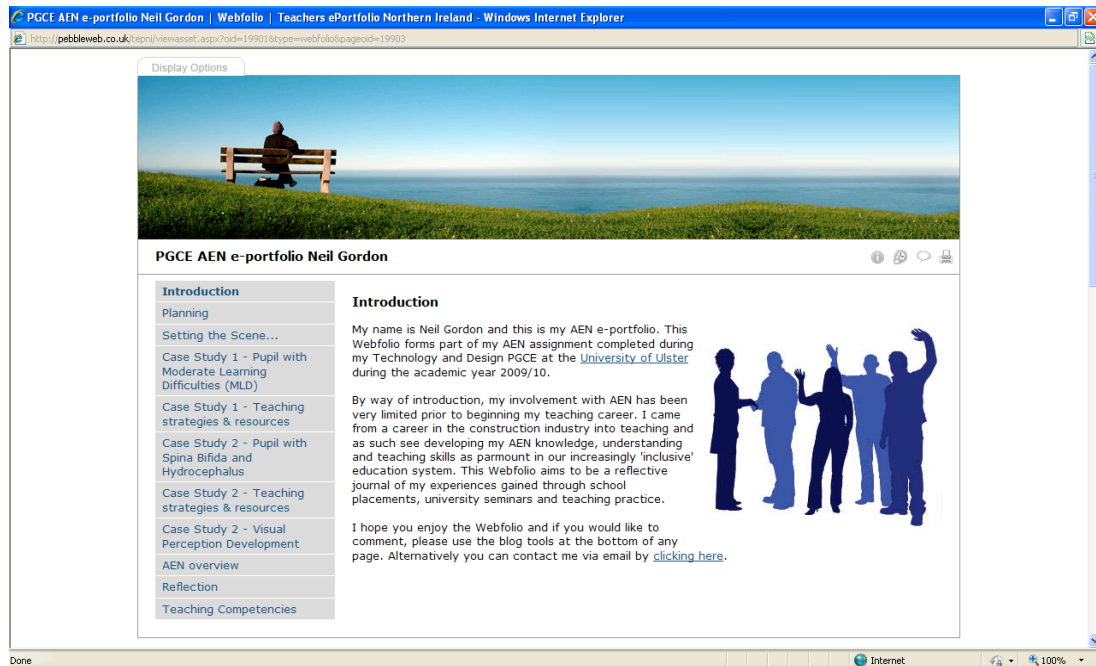 PGCE AEN e-portfolio Neil Gordon | Webfolio | Teachers ePortfolio Northern Ireland - Windows Internet Explorer
http://pebbleweb.co.uk/tepni/viewasset.aspx?oid=19901&type=webfolio&pageoid=19903
Display Options
PGCE AEN e-portfolio Neil Gordon
Introduction
Planning
Setting the Scene...
Case Study 1 - Pupil with
Moderate Learning
Difficulties (MLD)
Case Study 1 - Teaching
strategies & resources
Case Study 2 - Pupil with
Spina Bifida and
Hydrocephalus
Case Study 2 - Teaching
strategies & resources
Case Study 2 - Visual
Perception Development
AEN overview
Reflection
Teaching Competencies
Introduction
My name is Neil Gordon and this is my AEN e-portfolio. This
Webfolio forms part of my AEN assignment completed during
my Technology and Design PGCE at the University of Ulster
during the academic year 2009/10.
By way of introduction, my involvement with AEN has been
very limited prior to beginning my teaching career. I came
from a career in the construction industry into teaching and
as such see developing my AEN knowledge, understanding
and teaching skills as parmount in our increasingly 'inclusive'
education system. This Webfolio aims to be a reflective
journal of my experiences gained through school
placements, university seminars and teaching practice.
I hope you enjoy the Webfolio and if you would like to
comment, please use the blog tools at the bottom of any
page. Alternatively you can contact me via email by clicking here.
Done
Internet
100%